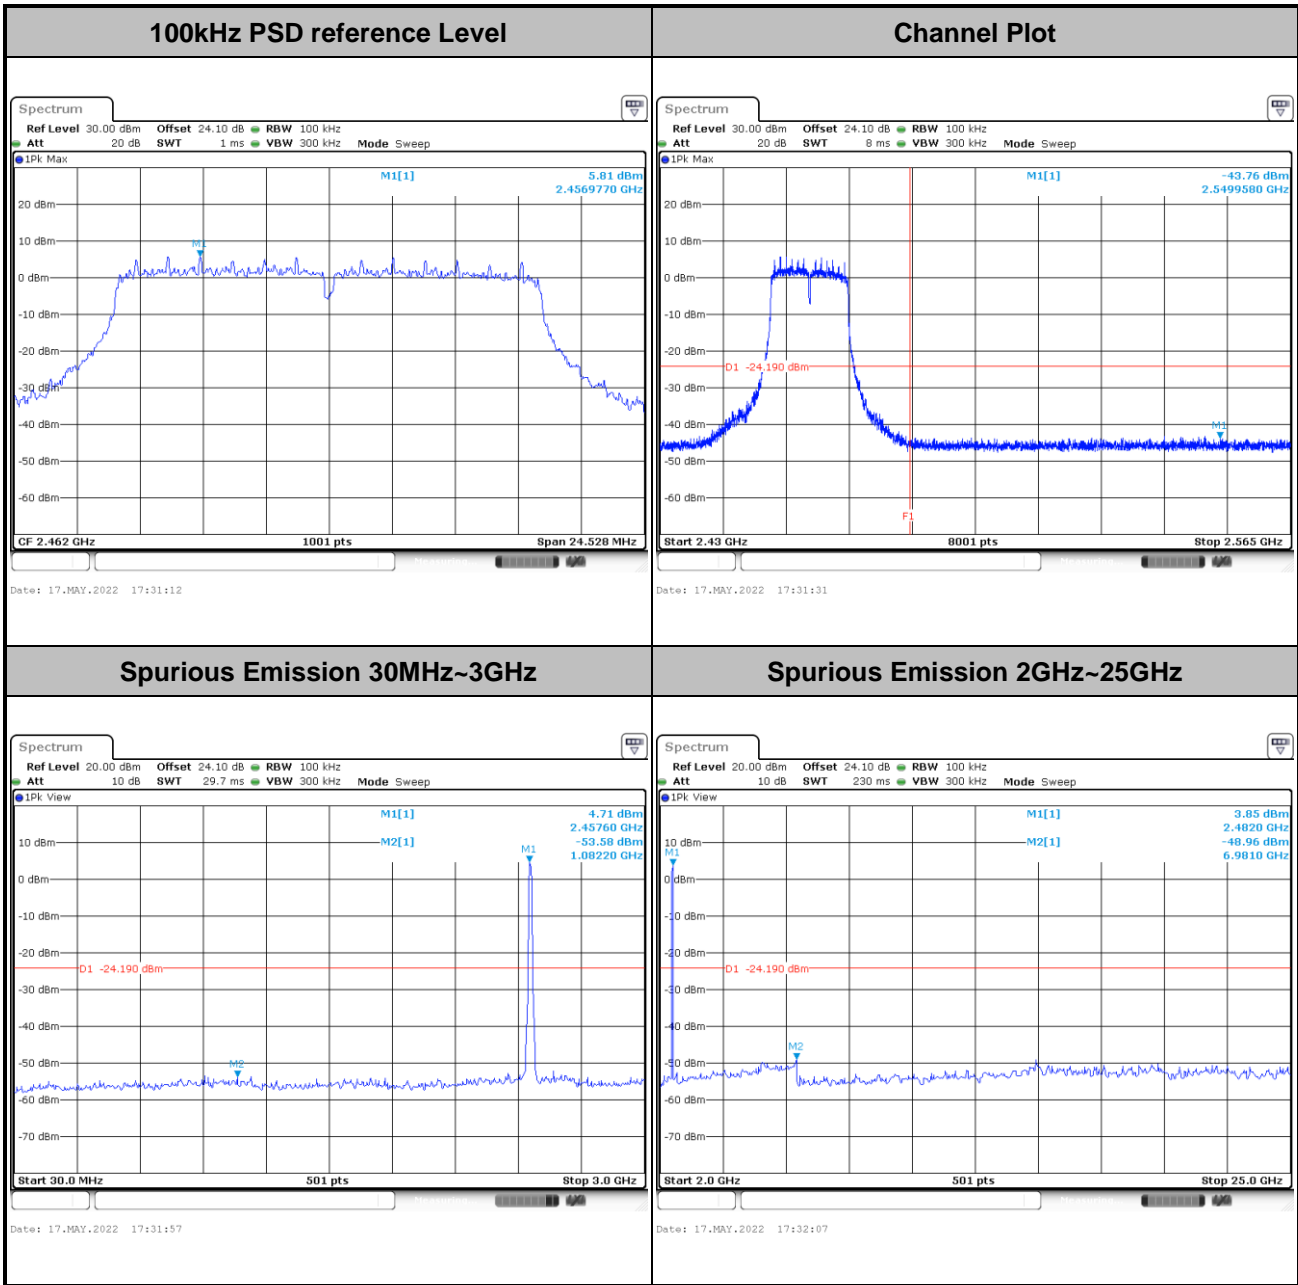 100kHz PSD reference Level
Spectrum
Ref Level 30.00 dBm Offset 24.10 dB RBW 100 kHz
Att 20 dB SWT 1 ms VBW 300 kHz Mode Sweep
1Pk Max
M1[1] 5.81 dBm
2.4569770 GHz
20 dBm
10 dBm
M1
0 dBm
-10 dBm
-20 dBm
-30 dBm
-40 dBm
-50 dBm
-60 dBm
CF 2.462 GHz 1001 pts Span 24.528 MHz
Measuring...
Date: 17.MAY.2022 17:31:12
Channel Plot
Spectrum
Ref Level 30.00 dBm Offset 24.10 dB RBW 100 kHz
Att 20 dB SWT 8 ms VBW 300 kHz Mode Sweep
1Pk Max
M1[1] -43.76 dBm
2.5499580 GHz
20 dBm
10 dBm
0 dBm
-10 dBm
-20 dBm
D1 -24.190 dBm
-30 dBm
-40 dBm
M1
-50 dBm
-60 dBm
F1
Start 2.43 GHz 8001 pts Stop 2.565 GHz
Measuring...
Date: 17.MAY.2022 17:31:31
Spurious Emission 30MHz~3GHz
Spectrum
Ref Level 20.00 dBm Offset 24.10 dB RBW 100 kHz
Att 10 dB SWT 29.7 ms VBW 300 kHz Mode Sweep
1Pk View
M1[1] 4.71 dBm
2.45760 GHz
10 dBm
M2[1] -53.58 dBm
M1
1.08220 GHz
0 dBm
-10 dBm
-20 dBm
D1 -24.190 dBm
-30 dBm
-40 dBm
-50 dBm
M2
-60 dBm
-70 dBm
Start 30.0 MHz 501 pts Stop 3.0 GHz
Measuring...
Date: 17.MAY.2022 17:31:57
Spurious Emission 2GHz~25GHz
Spectrum
Ref Level 20.00 dBm Offset 24.10 dB RBW 100 kHz
Att 10 dB SWT 230 ms VBW 300 kHz Mode Sweep
1Pk View
M1[1] 3.85 dBm
2.4820 GHz
10 dBm
M2[1] -48.96 dBm
M1
6.9810 GHz
0 dBm
-10 dBm
-20 dBm
D1 -24.190 dBm
-30 dBm
-40 dBm
M2
-50 dBm
-60 dBm
-70 dBm
Start 2.0 GHz 501 pts Stop 25.0 GHz
Measuring...
Date: 17.MAY.2022 17:32:07